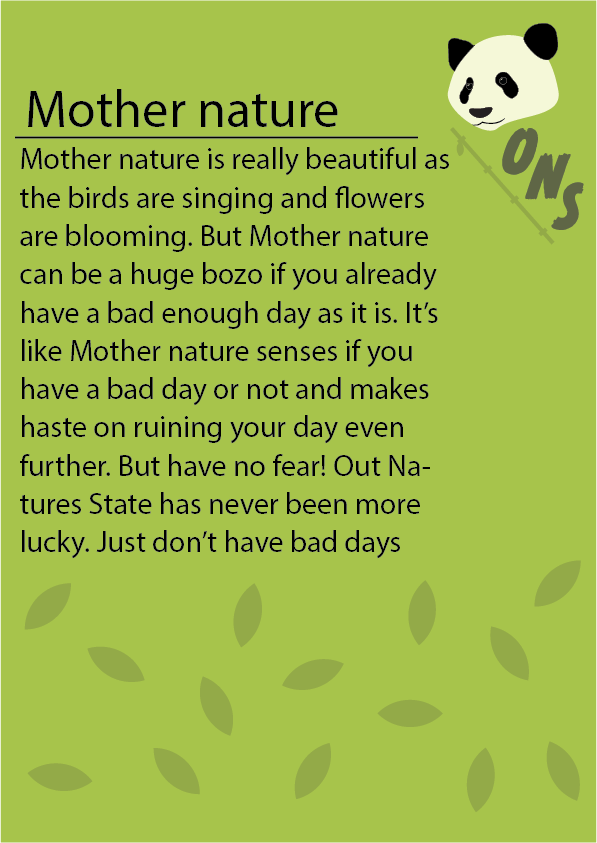 Mother nature
Mother nature is really beautiful as
the birds are singing and flowers
are blooming. But Mother nature
can be a huge bozo if you already
have a bad enough day as it is. It’s
like Mother nature senses if you
have a bad day or not and makes
haste on ruining your day even
further. But have no fear! Out Na-
tures State has never been more
lucky. Just don’t have bad days
ONS